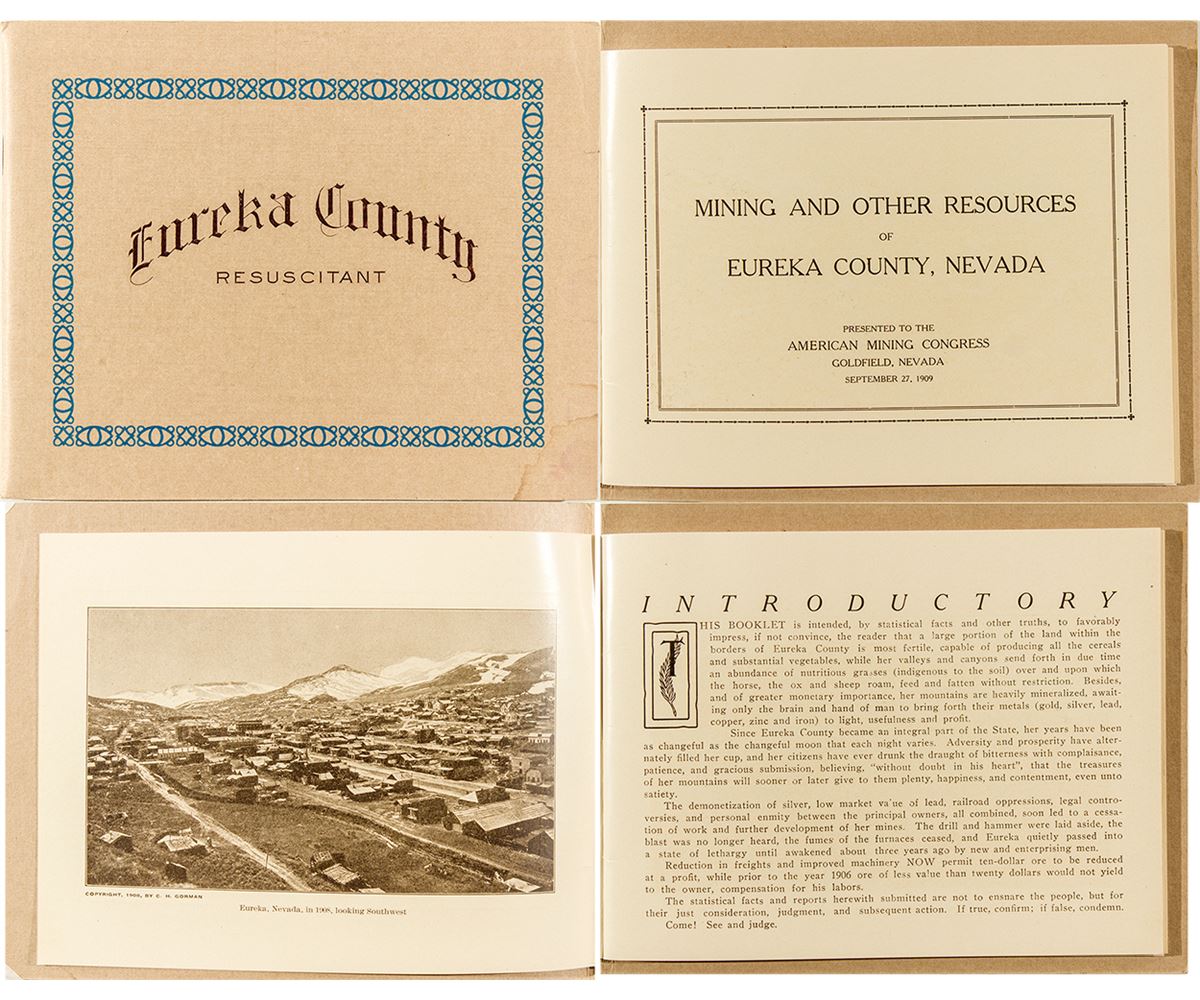 Eureka County
RESUSCITANT
MINING AND OTHER RESOURCES
OF
EUREKA COUNTY, NEVADA
PRESENTED TO THE
AMERICAN MINING CONGRESS
GOLDFIELD, NEVADA
SEPTEMBER 27, 1909
COPYRIGHT, 1908, BY C. H. GORMAN
Eureka, Nevada, in 1908, looking Southwest
INTRODUCTORY
THIS BOOKLET is intended, by statistical facts and other truths, to favorably
impress, if not convince, the reader that a large portion of the land within the
borders of Eureka County is most fertile, capable of producing all the cereals
and substantial vegetables, while her valleys and canyons send forth in due time
an abundance of nutritious grasses (indigenous to the soil) over and upon which
the horse, the ox and sheep roam, feed and fatten without restriction. Besides,
and of greater monetary importance, her mountains are heavily mineralized, await-
ing only the brain and hand of man to bring forth their metals (gold, silver, lead,
copper, zinc and iron) to light, usefulness and profit.
Since Eureka County became an integral part of the State, her years have been
as changeful as the changeful moon that each night varies. Adversity and prosperity have alter-
nately filled her cup, and her citizens have ever drunk the draught of bitterness with complaisance,
patience, and gracious submission, believing, "without doubt in his heart", that the treasures
of her mountains will sooner or later give to them plenty, happiness, and contentment, even unto
satiety.
The demonetization of silver, low market value of lead, railroad oppressions, legal contro-
versies, and personal enmity between the principal owners, all combined, soon led to a cessa-
tion of work and further development of her mines. The drill and hammer were laid aside, the
blast was no longer heard, the fumes of the furnaces ceased, and Eureka quietly passed into
a state of lethargy until awakened about three years ago by new and enterprising men.
Reduction in freights and improved machinery NOW permit ten-dollar ore to be reduced
at a profit, while prior to the year 1906 ore of less value than twenty dollars would not yield
to the owner, compensation for his labors.
The statistical facts and reports herewith submitted are not to ensnare the people, but for
their just consideration, judgment, and subsequent action. If true, confirm; if false, condemn.
Come! See and judge.